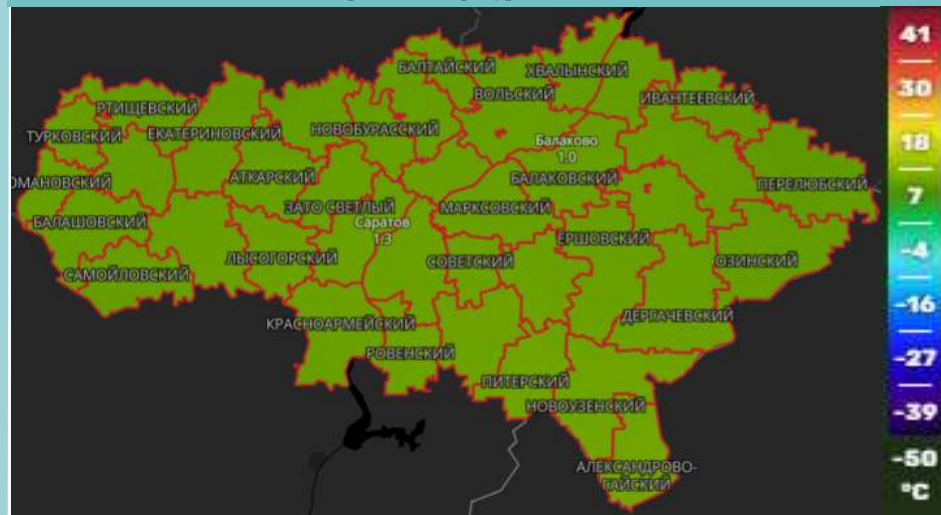 БАЛТАЙСКИЙ
ХВАЛЫНСКИЙ
ВОЛЬСКИЙ
ИВАНТЕЕВСКИЙ
РТИЩЕВСКИЙ
ТУРКОВСКИЙ
ЕКАТЕРИНОВСКИЙ
НОВОБУРАССКИЙ
Балаково
1.0
ОМАНОВСКИЙ
АТКАРСКИЙ
БАЛАКОВСКИЙ
ПЕРЕЛЮБСКИЙ
БАЛАШОВСКИЙ
ЗАТО СВЕТЛЫЙ
МАРКСОВСКИЙ
Саратов
1.3
ЕРШОВСКИЙ
САМОЙЛОВСКИЙ
ЛЫСОГОРСКИЙ
СОВЕТСКИЙ
ОЗИНСКИЙ
КРАСНОАРМЕЙСКИЙ
ДЕРГАЧЕВСКИЙ
РОВЕНСКИЙ
ПИТЕРСКИЙ
НОВОУЗЕНСКИЙ
АЛЕКСАНДРОВО-
ГАЙСКИЙ
41
30
18
7
-4
-16
-27
-39
-50
°C